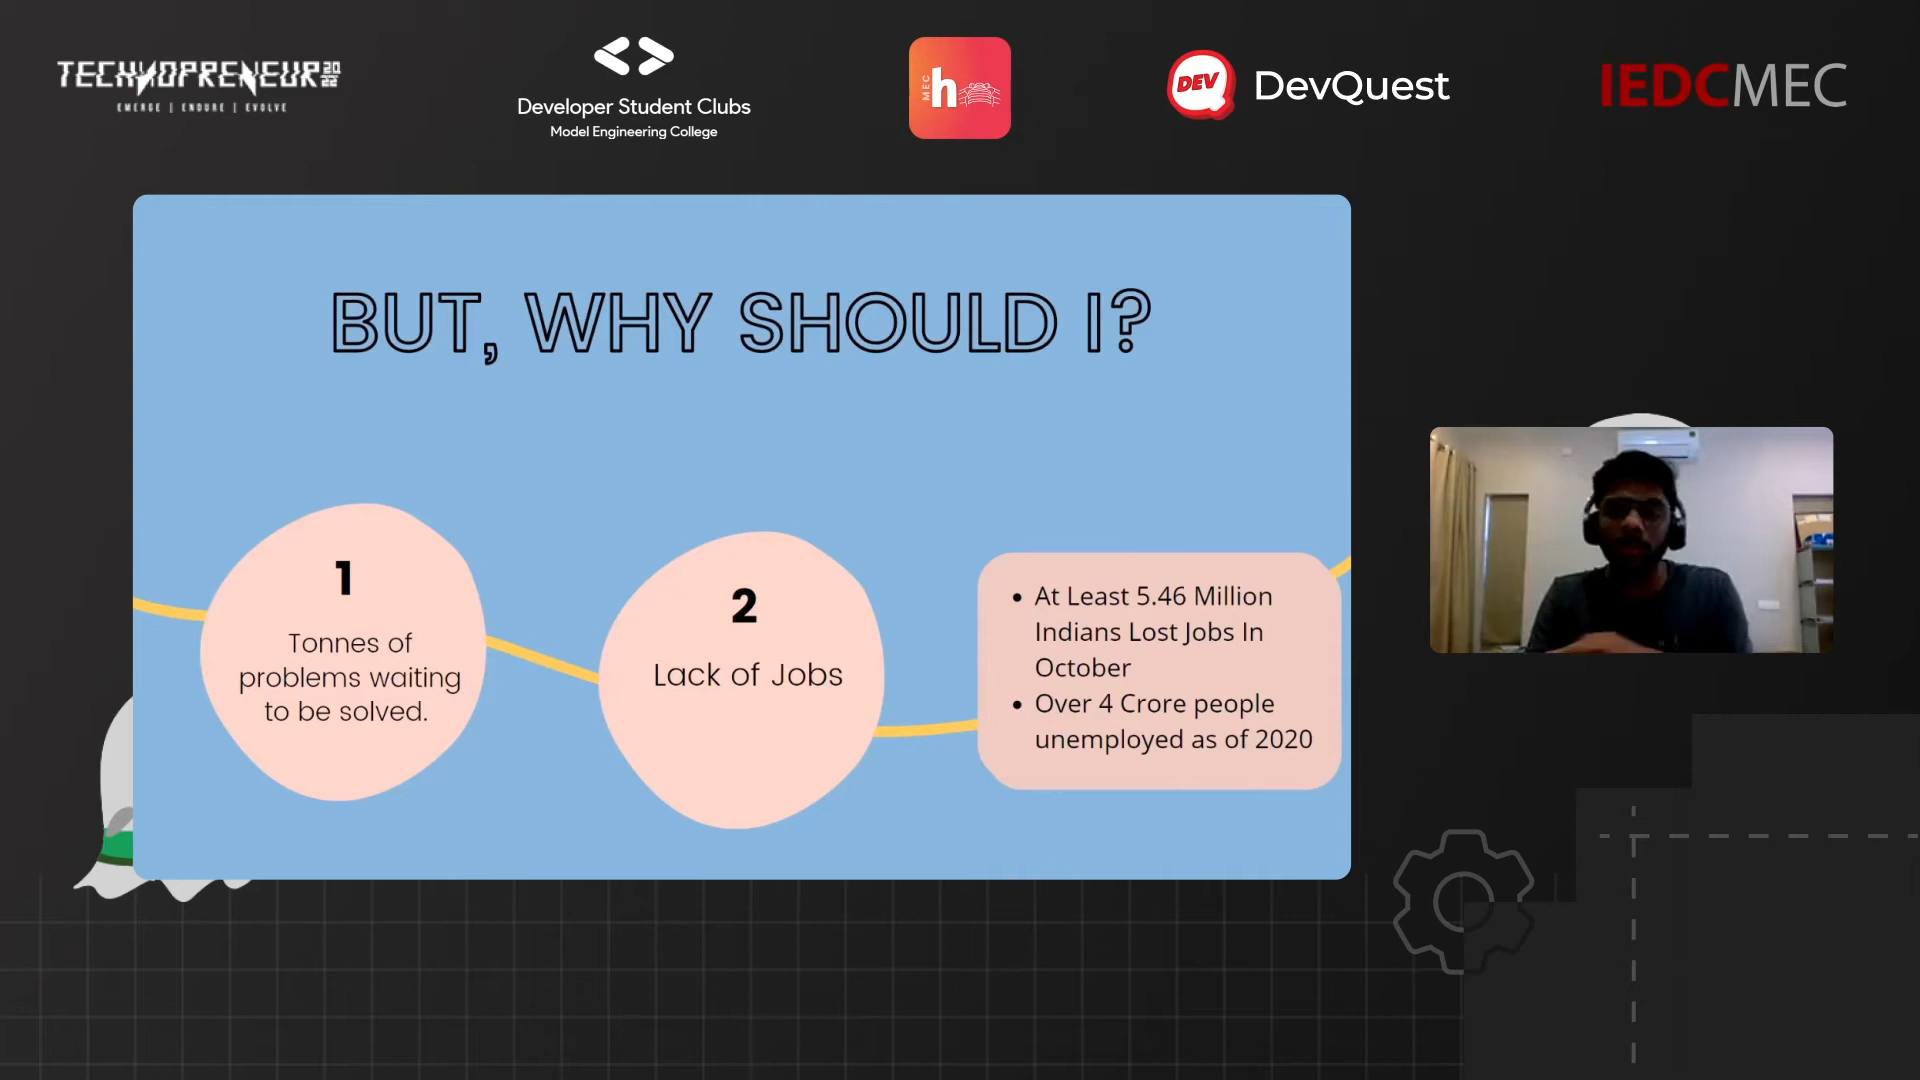 TECHNOPRENEUR 20
22
EMERGE | ENDURE | EVOLVE
Developer Student Clubs
Model Engineering College
MEC
h
DEV
DevQuest
IEDCMEC
BUT, WHY SHOULD I?
1
Tonnes of
problems waiting
to be solved.
2
Lack of Jobs
• At Least 5.46 Million
Indians Lost Jobs In
October
• Over 4 Crore people
unemployed as of 2020